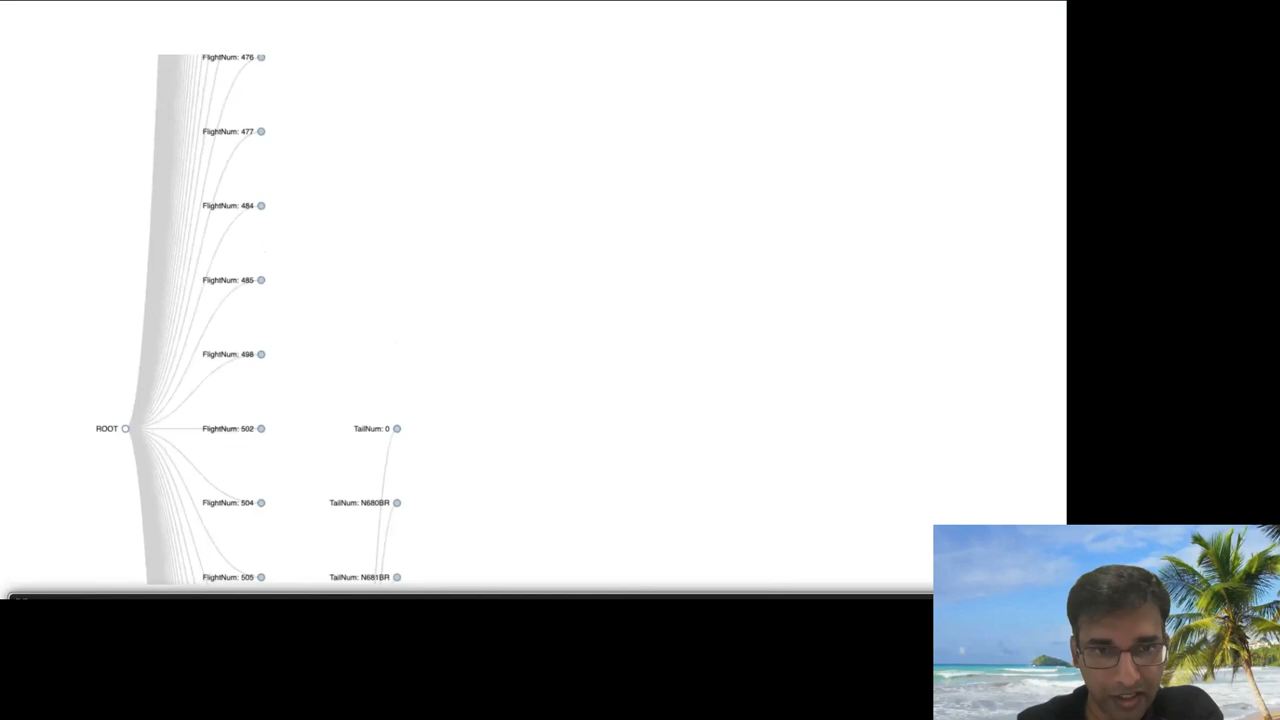 FlightNum: 476
FlightNum: 477
FlightNum: 484
FlightNum: 485
FlightNum: 498
ROOT
FlightNum: 502
TailNum: 0
FlightNum: 504
TailNum: N680BR
FlightNum: 505
TailNum: N681BR